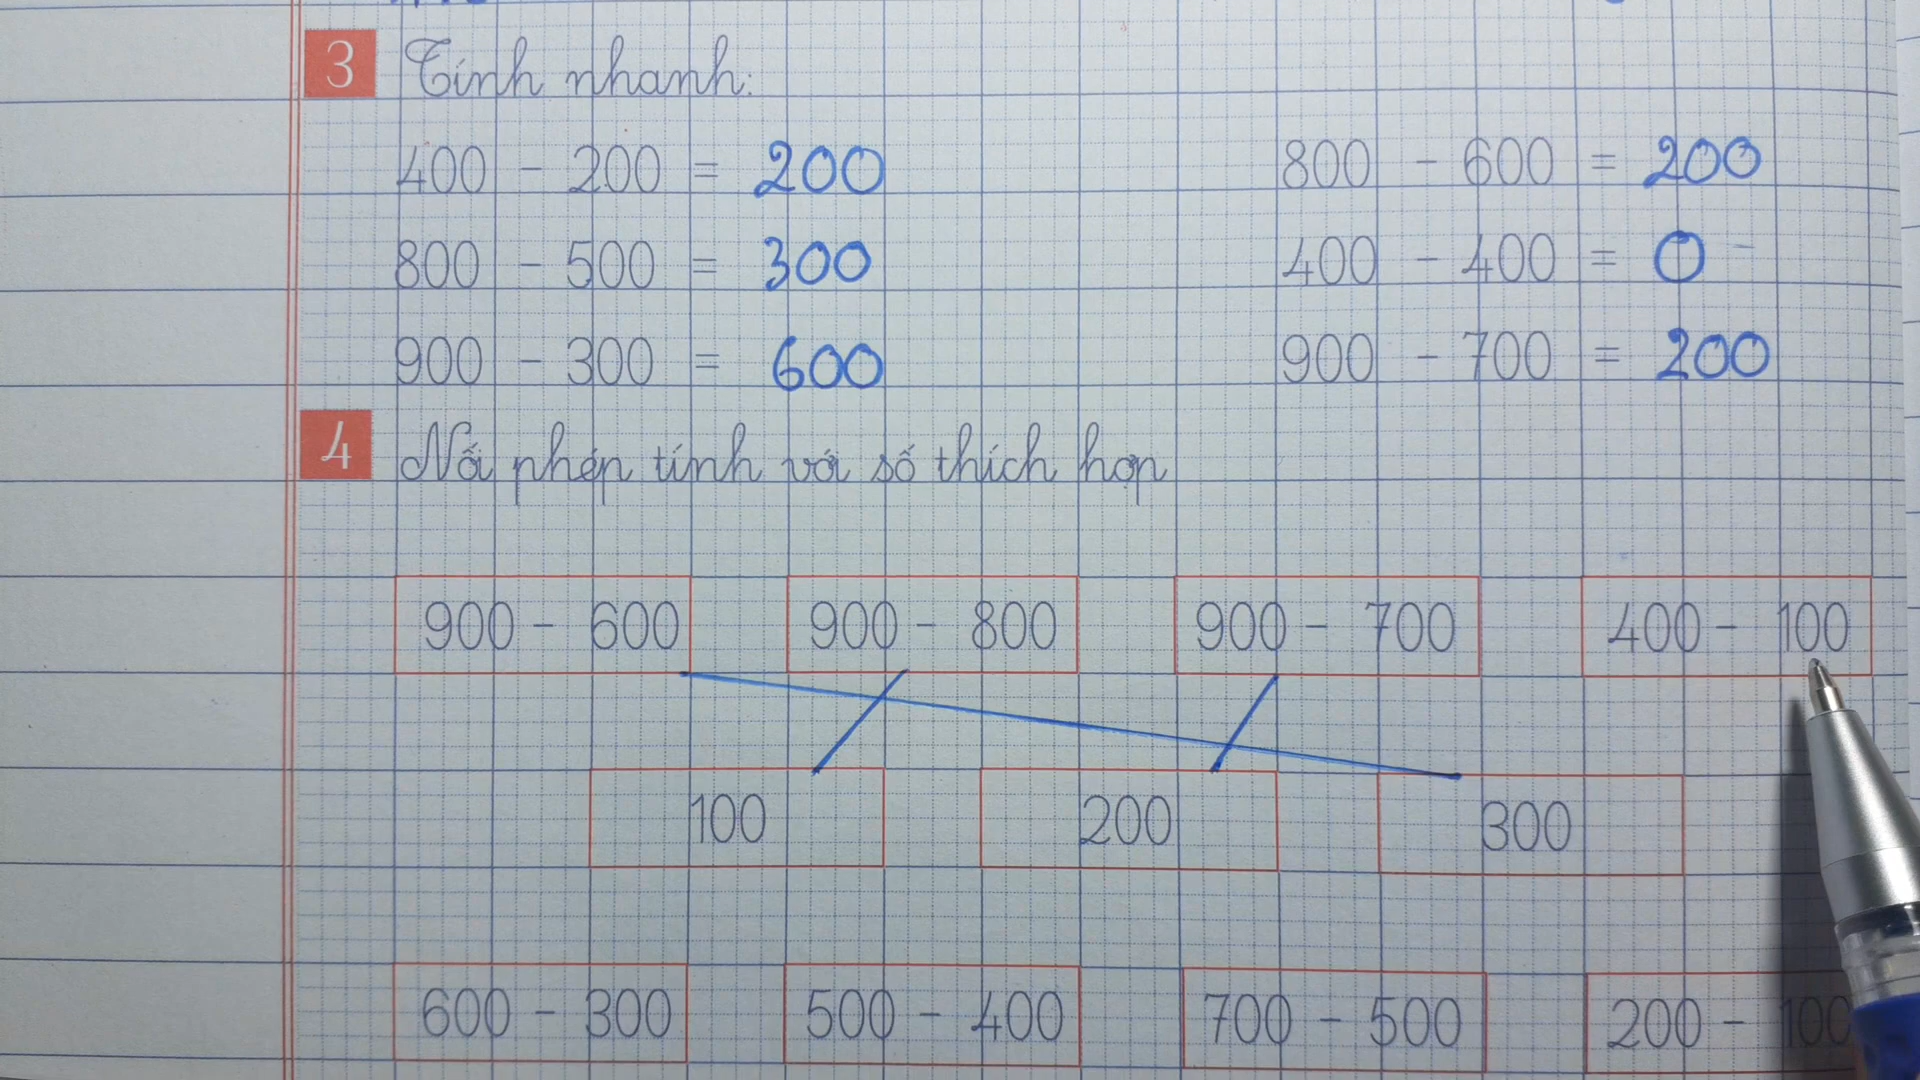 3 Tính nhanh:
400 - 200 = 200 800 - 600 = 200
800 - 500 = 300 400 - 400 = 0
900 - 300 = 600 900 - 700 = 200
4 Nối phép tính với số thích hợp
900 - 600 900 - 800 900 - 700 400 - 100
100 200 300
600 - 300 500 - 400 700 - 500 200 - 100